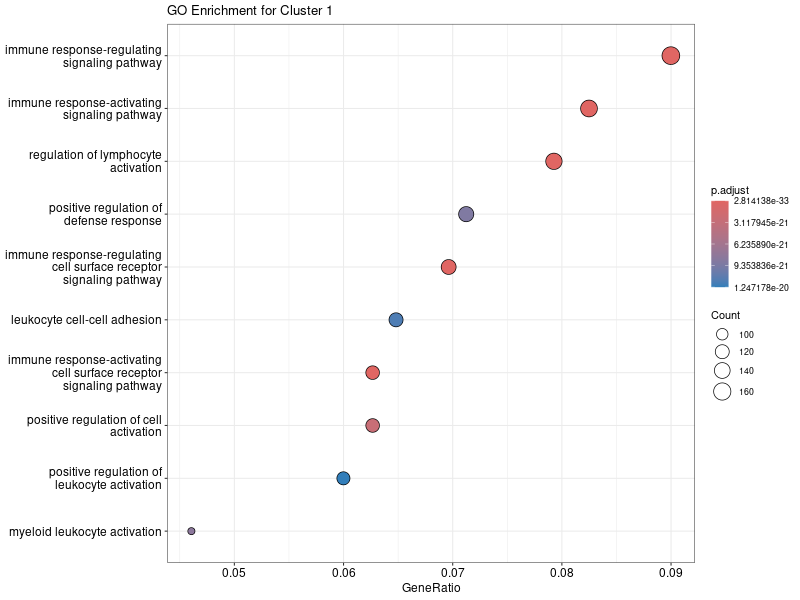 GO Enrichment for Cluster 1
immune response-regulating
signaling pathway
immune response-activating
signaling pathway
regulation of lymphocyte
activation
positive regulation of
defense response
immune response-regulating
cell surface receptor
signaling pathway
leukocyte cell-cell adhesion
immune response-activating
cell surface receptor
signaling pathway
positive regulation of cell
activation
positive regulation of
leukocyte activation
myeloid leukocyte activation
0.05 0.06 0.07 0.08 0.09
GeneRatio
p.adjust
2.814138e-33
3.117945e-21
6.235890e-21
9.353836e-21
1.247178e-20
Count
100
120
140
160